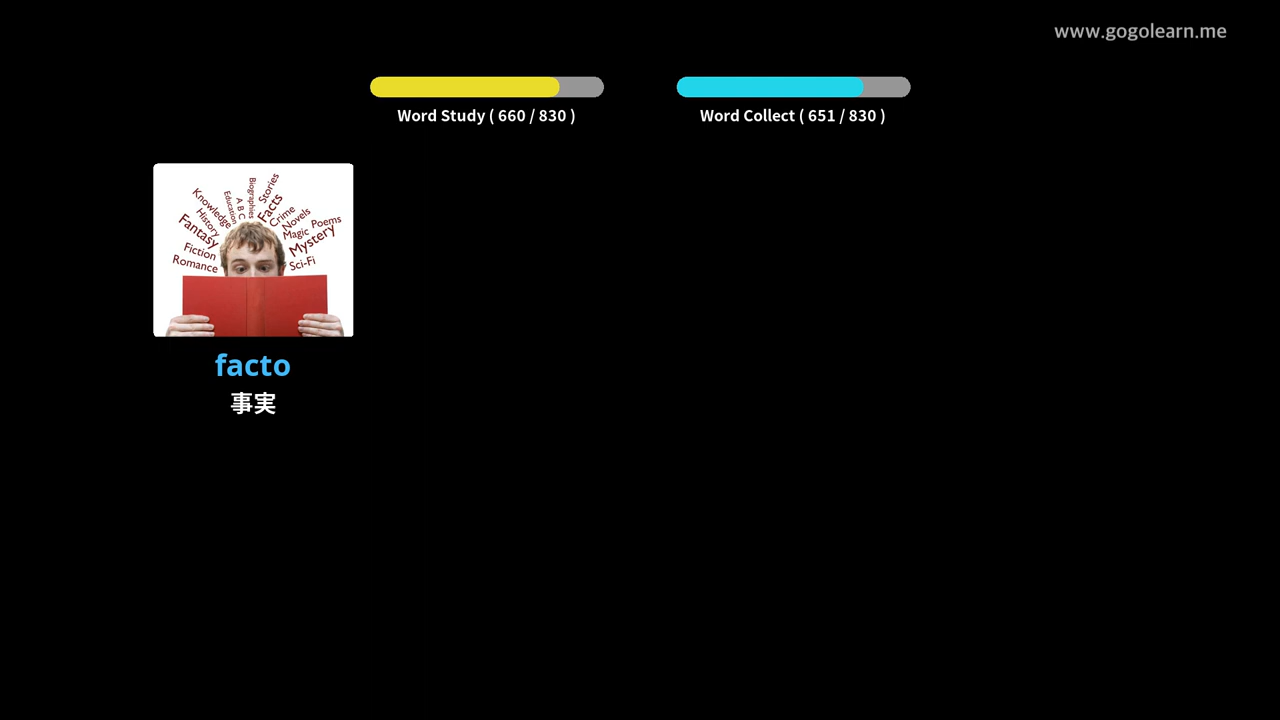 www.gogolearn.me
Word Study ( 660 / 830 )
Word Collect ( 651 / 830 )
Knowledge
History
Fantasy
Fiction
Romance
Education
A B C
Biographies
Stories
Facts
Crime
Novels
Magic
Poems
Mystery
Sci-Fi
facto
事実